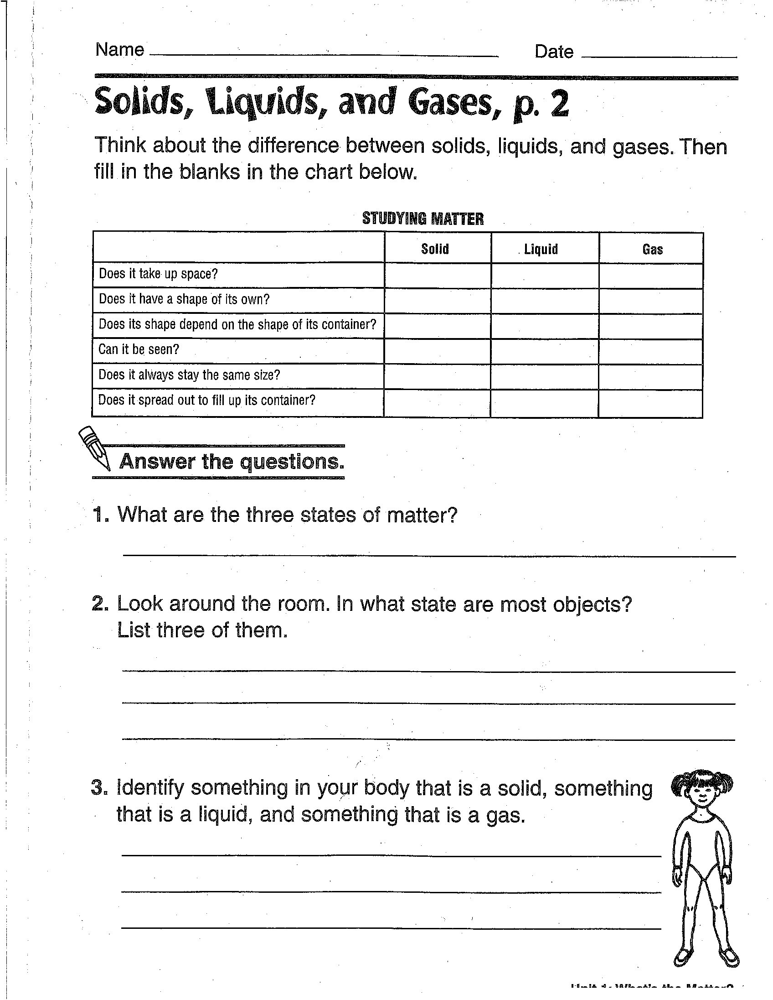 Name Date
Solids, Liquids, and Gases, p. 2
Think about the difference between solids, liquids, and gases. Then
fill in the blanks in the chart below.
STUDYING MATTER
Solid Liquid Gas
Does it take up space?
Does it have a shape of its own?
Does its shape depend on the shape of its container?
Can it be seen?
Does it always stay the same size?
Does it spread out to fill up its container?
Answer the questions.
1. What are the three states of matter?
2. Look around the room. In what state are most objects?
List three of them.
3. Identify something in your body that is a solid, something
that is a liquid, and something that is a gas.
Unit 1: What's the Matter?